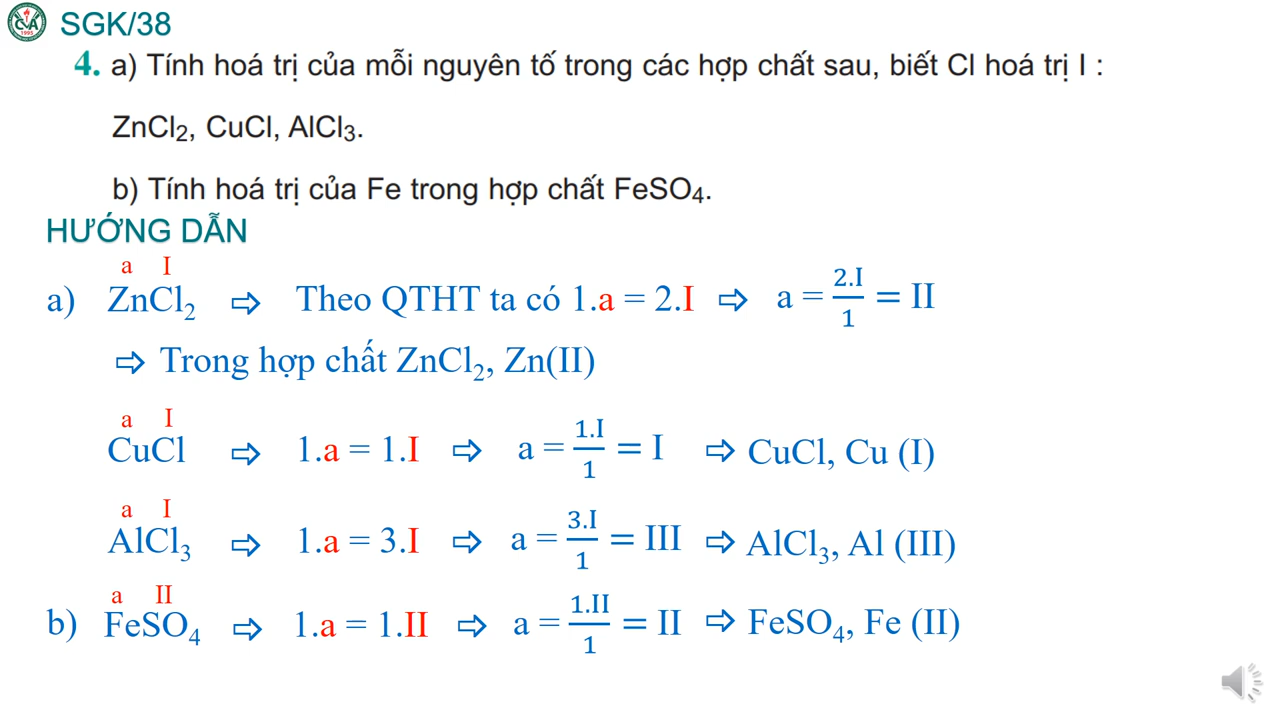 CVA
1995
SGK/38
4. a) Tính hoá trị của mỗi nguyên tố trong các hợp chất sau, biết Cl hoá trị I :
ZnCl₂, CuCl, AlCl₃.
b) Tính hoá trị của Fe trong hợp chất FeSO₄.
HƯỚNG DẪN
a I
a) ZnCl₂ ⇨ Theo QTHT ta có 1.a = 2.I ⇨ a = 2.I/1 = II
⇨ Trong hợp chất ZnCl₂, Zn(II)
a I
CuCl ⇨ 1.a = 1.I ⇨ a = 1.I/1 = I ⇨ CuCl, Cu (I)
a I
AlCl₃ ⇨ 1.a = 3.I ⇨ a = 3.I/1 = III ⇨ AlCl₃, Al (III)
a II
b) FeSO₄ ⇨ 1.a = 1.II ⇨ a = 1.II/1 = II ⇨ FeSO₄, Fe (II)